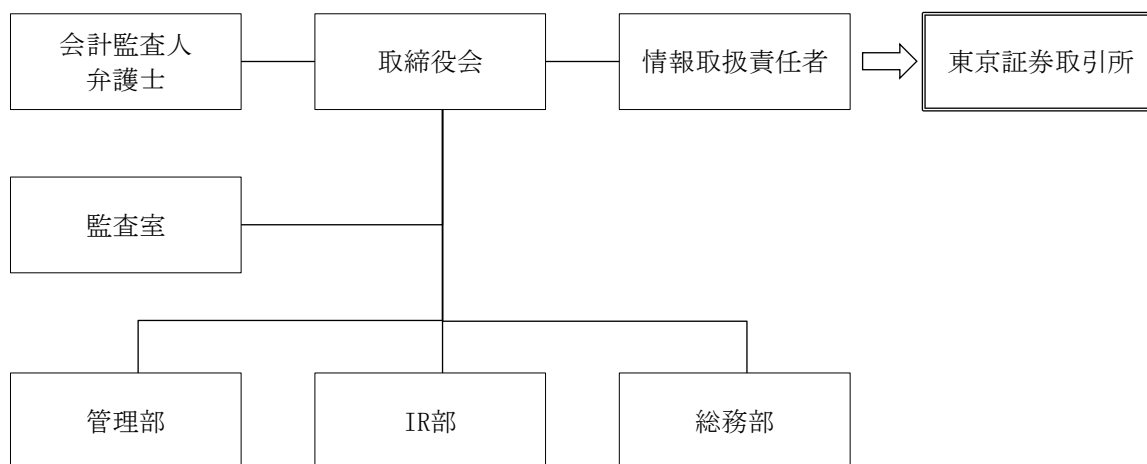 会計監査人
弁護士
取締役会
情報取扱責任者
東京証券取引所
監査室
管理部
IR部
総務部